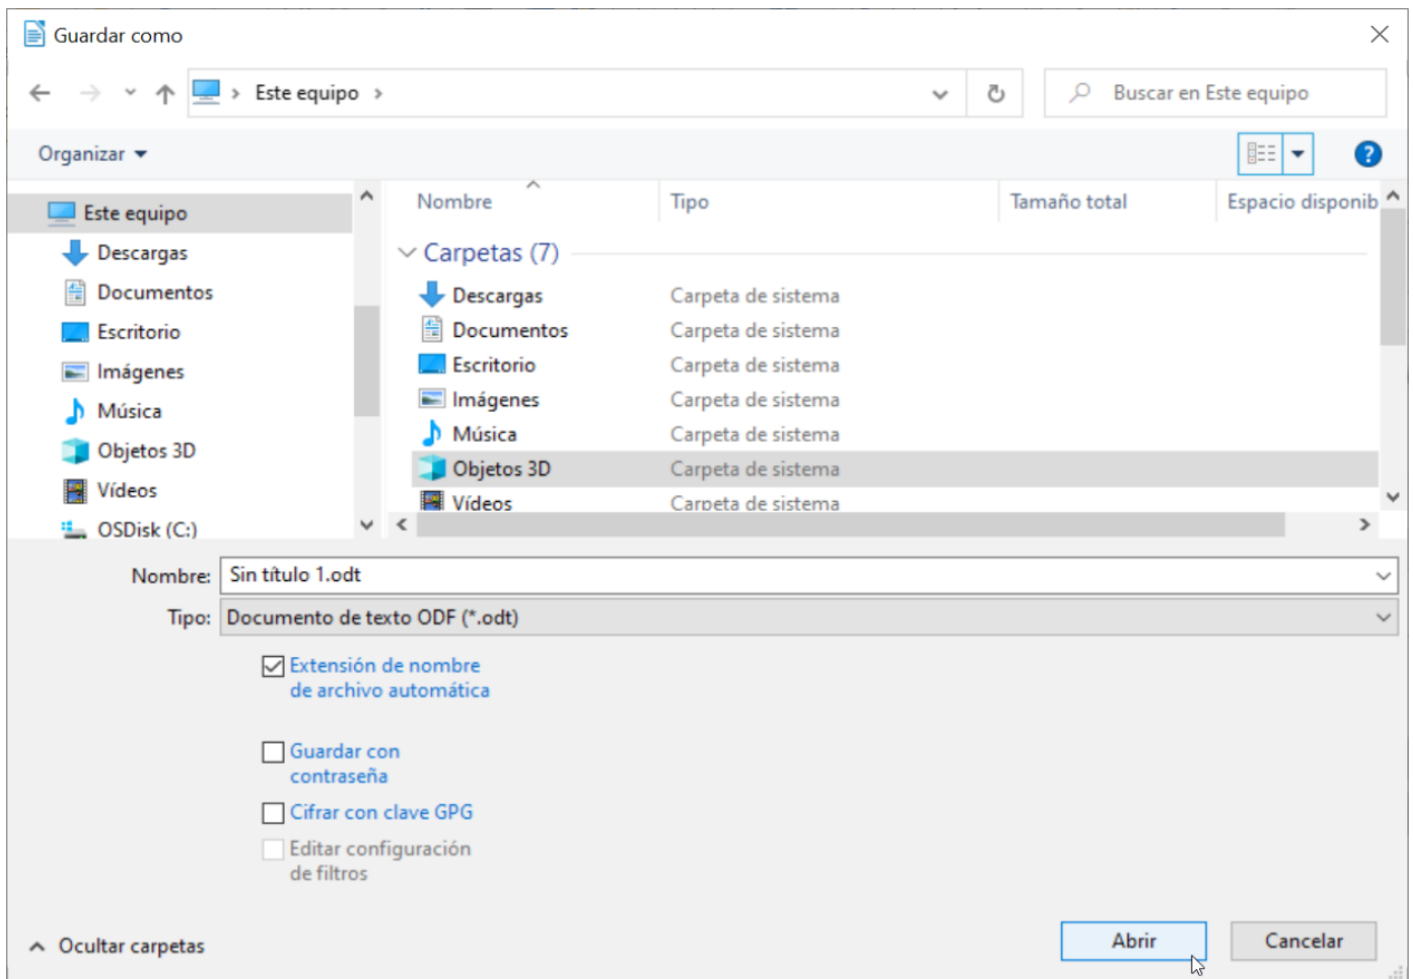 Guardar como
Este equipo
Buscar en Este equipo
Organizar
Este equipo
Descargas
Documentos
Escritorio
Imágenes
Música
Objetos 3D
Vídeos
OSDisk (C:)
Nombre Tipo Tamaño total Espacio disponib
Carpetas (7)
Descargas Carpeta de sistema
Documentos Carpeta de sistema
Escritorio Carpeta de sistema
Imágenes Carpeta de sistema
Música Carpeta de sistema
Objetos 3D Carpeta de sistema
Vídeos Carpeta de sistema
Nombre: Sin título 1.odt
Tipo: Documento de texto ODF (*.odt)
Extensión de nombre
de archivo automática
Guardar con
contraseña
Cifrar con clave GPG
Editar configuración
de filtros
Ocultar carpetas
Abrir
Cancelar